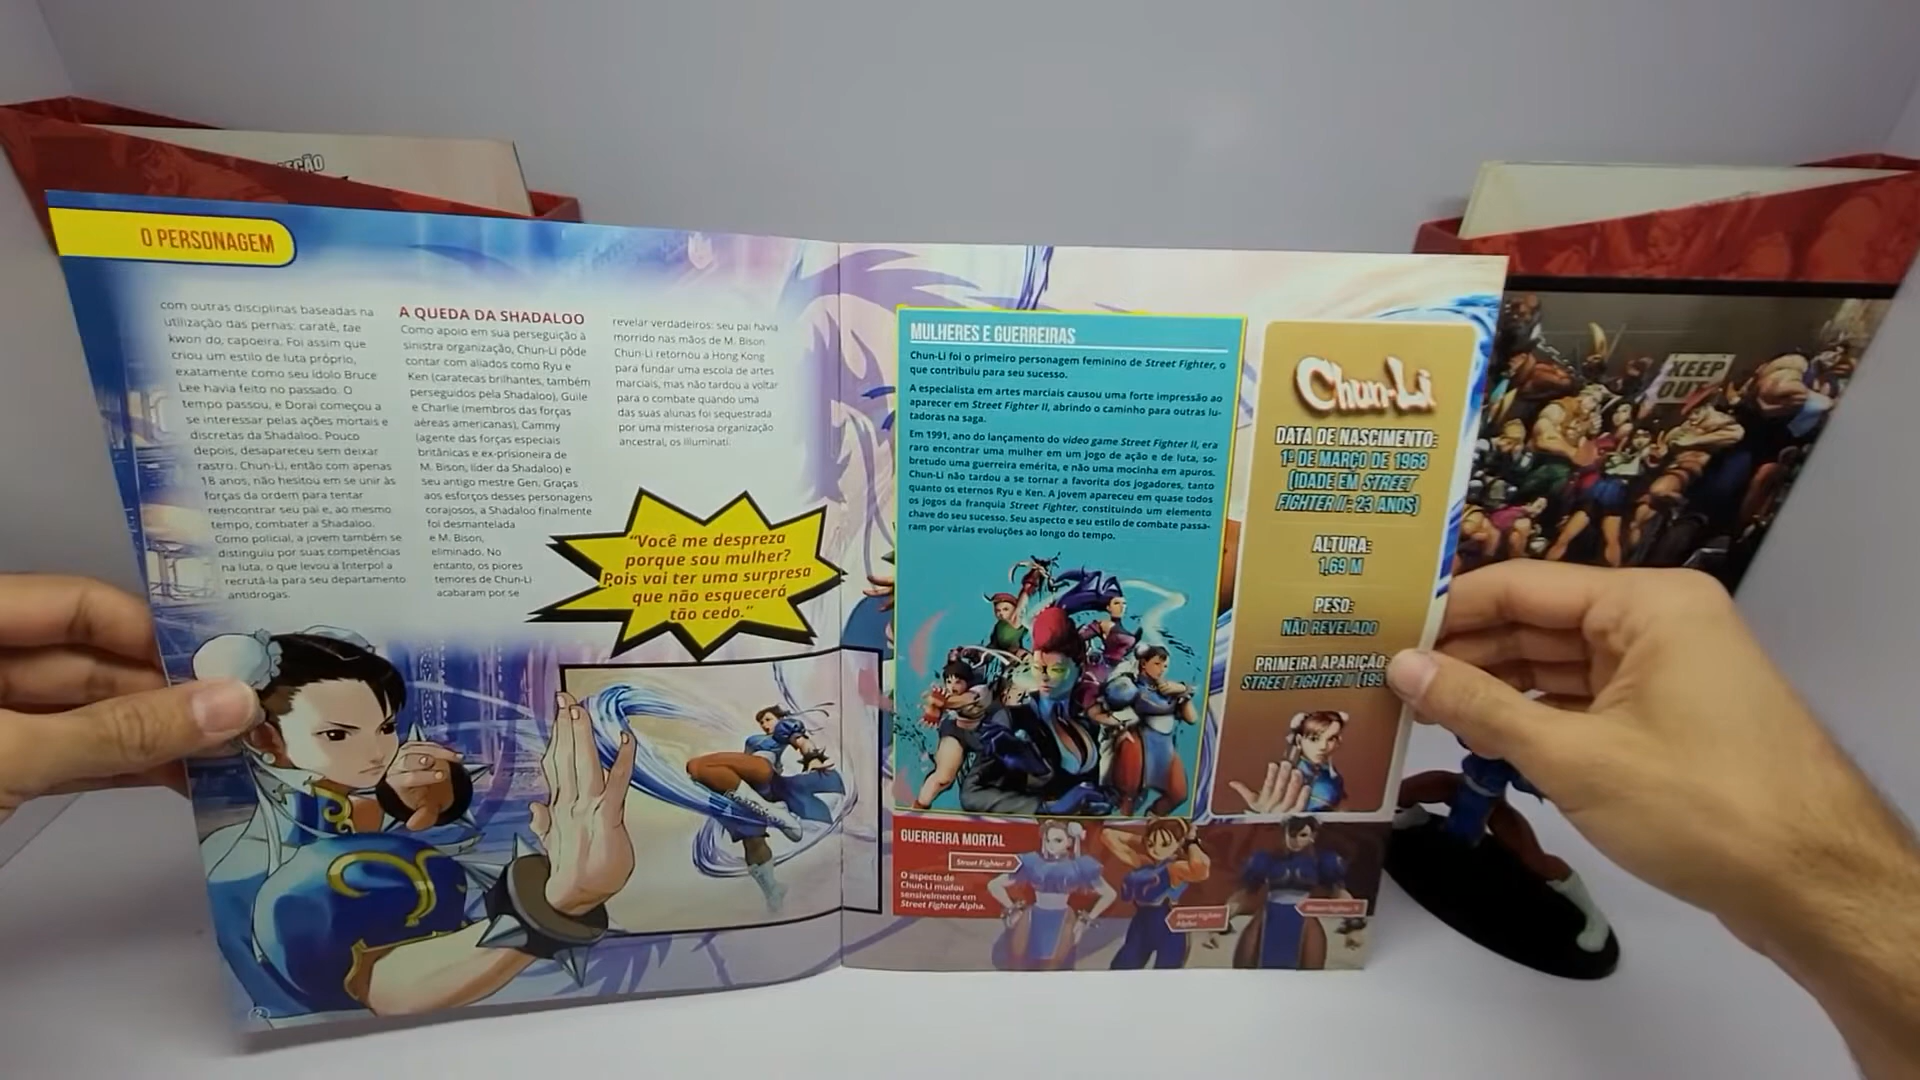 EÇÃO
O PERSONAGEM
com outras disciplinas baseadas na
utilização das pernas: caratê, tae
kwon do, capoeira. Foi assim que
criou um estilo de luta próprio,
exatamente como seu ídolo Bruce
Lee havia feito no passado. O
tempo passou, e Dorai começou a
se interessar pelas ações mortais e
discretas da Shadaloo. Pouco
depois, desapareceu sem deixar
rastro. Chun-Li, então com apenas
18 anos, não hesitou em se unir às
forças da ordem para tentar
reencontrar seu pai e, ao mesmo
tempo, combater a Shadaloo.
Como policial, a jovem também se
distinguiu por suas competências
na luta, o que levou a Interpol a
recrutá-la para seu departamento
antidrogas.
A QUEDA DA SHADALOO
Como apoio em sua perseguição à
sinistra organização, Chun-Li pôde
contar com aliados como Ryu e
Ken (caratecas brilhantes, também
perseguidos pela Shadaloo), Guile
e Charlie (membros das forças
aéreas americanas), Cammy
(agente das forças especiais
britânicas e ex-prisioneira de
M. Bison, líder da Shadaloo) e
seu antigo mestre Gen. Graças
aos esforços desses personagens
corajosos, a Shadaloo finalmente
foi desmantelada
e M. Bison,
eliminado. No
entanto, os piores
temores de Chun-Li
acabaram por se
revelar verdadeiros: seu pai havia
morrido nas mãos de M. Bison.
Chun-Li retornou a Hong Kong
para fundar uma escola de artes
marciais, mas não tardou a voltar
para o combate quando uma
das suas alunas foi sequestrada
por uma misteriosa organização
ancestral, os Illuminati.
"Você me despreza
porque sou mulher?
Pois vai ter uma surpresa
que não esquecerá
tão cedo."
2
MULHERES E GUERREIRAS
Chun-Li foi o primeiro personagem feminino de Street Fighter, o
que contribuiu para seu sucesso.
A especialista em artes marciais causou uma forte impressão ao
aparecer em Street Fighter II, abrindo o caminho para outras lu-
tadoras na saga.
Em 1991, ano do lançamento do video game Street Fighter II, era
raro encontrar uma mulher em um jogo de ação e de luta, so-
bretudo uma guerreira emérita, e não uma mocinha em apuros.
Chun-Li não tardou a se tornar a favorita dos jogadores, tanto
quanto os eternos Ryu e Ken. A jovem apareceu em quase todos
os jogos da franquia Street Fighter, constituindo um elemento
chave do seu sucesso. Seu aspecto e seu estilo de combate passa-
ram por várias evoluções ao longo do tempo.
GUERREIRA MORTAL
Street Fighter II
O aspecto de
Chun-Li mudou
sensivelmente em
Street Fighter Alpha.
Street Fighter
Alpha
Chun-Li
DATA DE NASCIMENTO:
1º DE MARÇO DE 1968
(IDADE EM STREET
FIGHTER II: 23 ANOS)
ALTURA:
1,69 M
PESO:
NÃO REVELADO
PRIMEIRA APARIÇÃO:
STREET FIGHTER II (199
KEEP
OUT